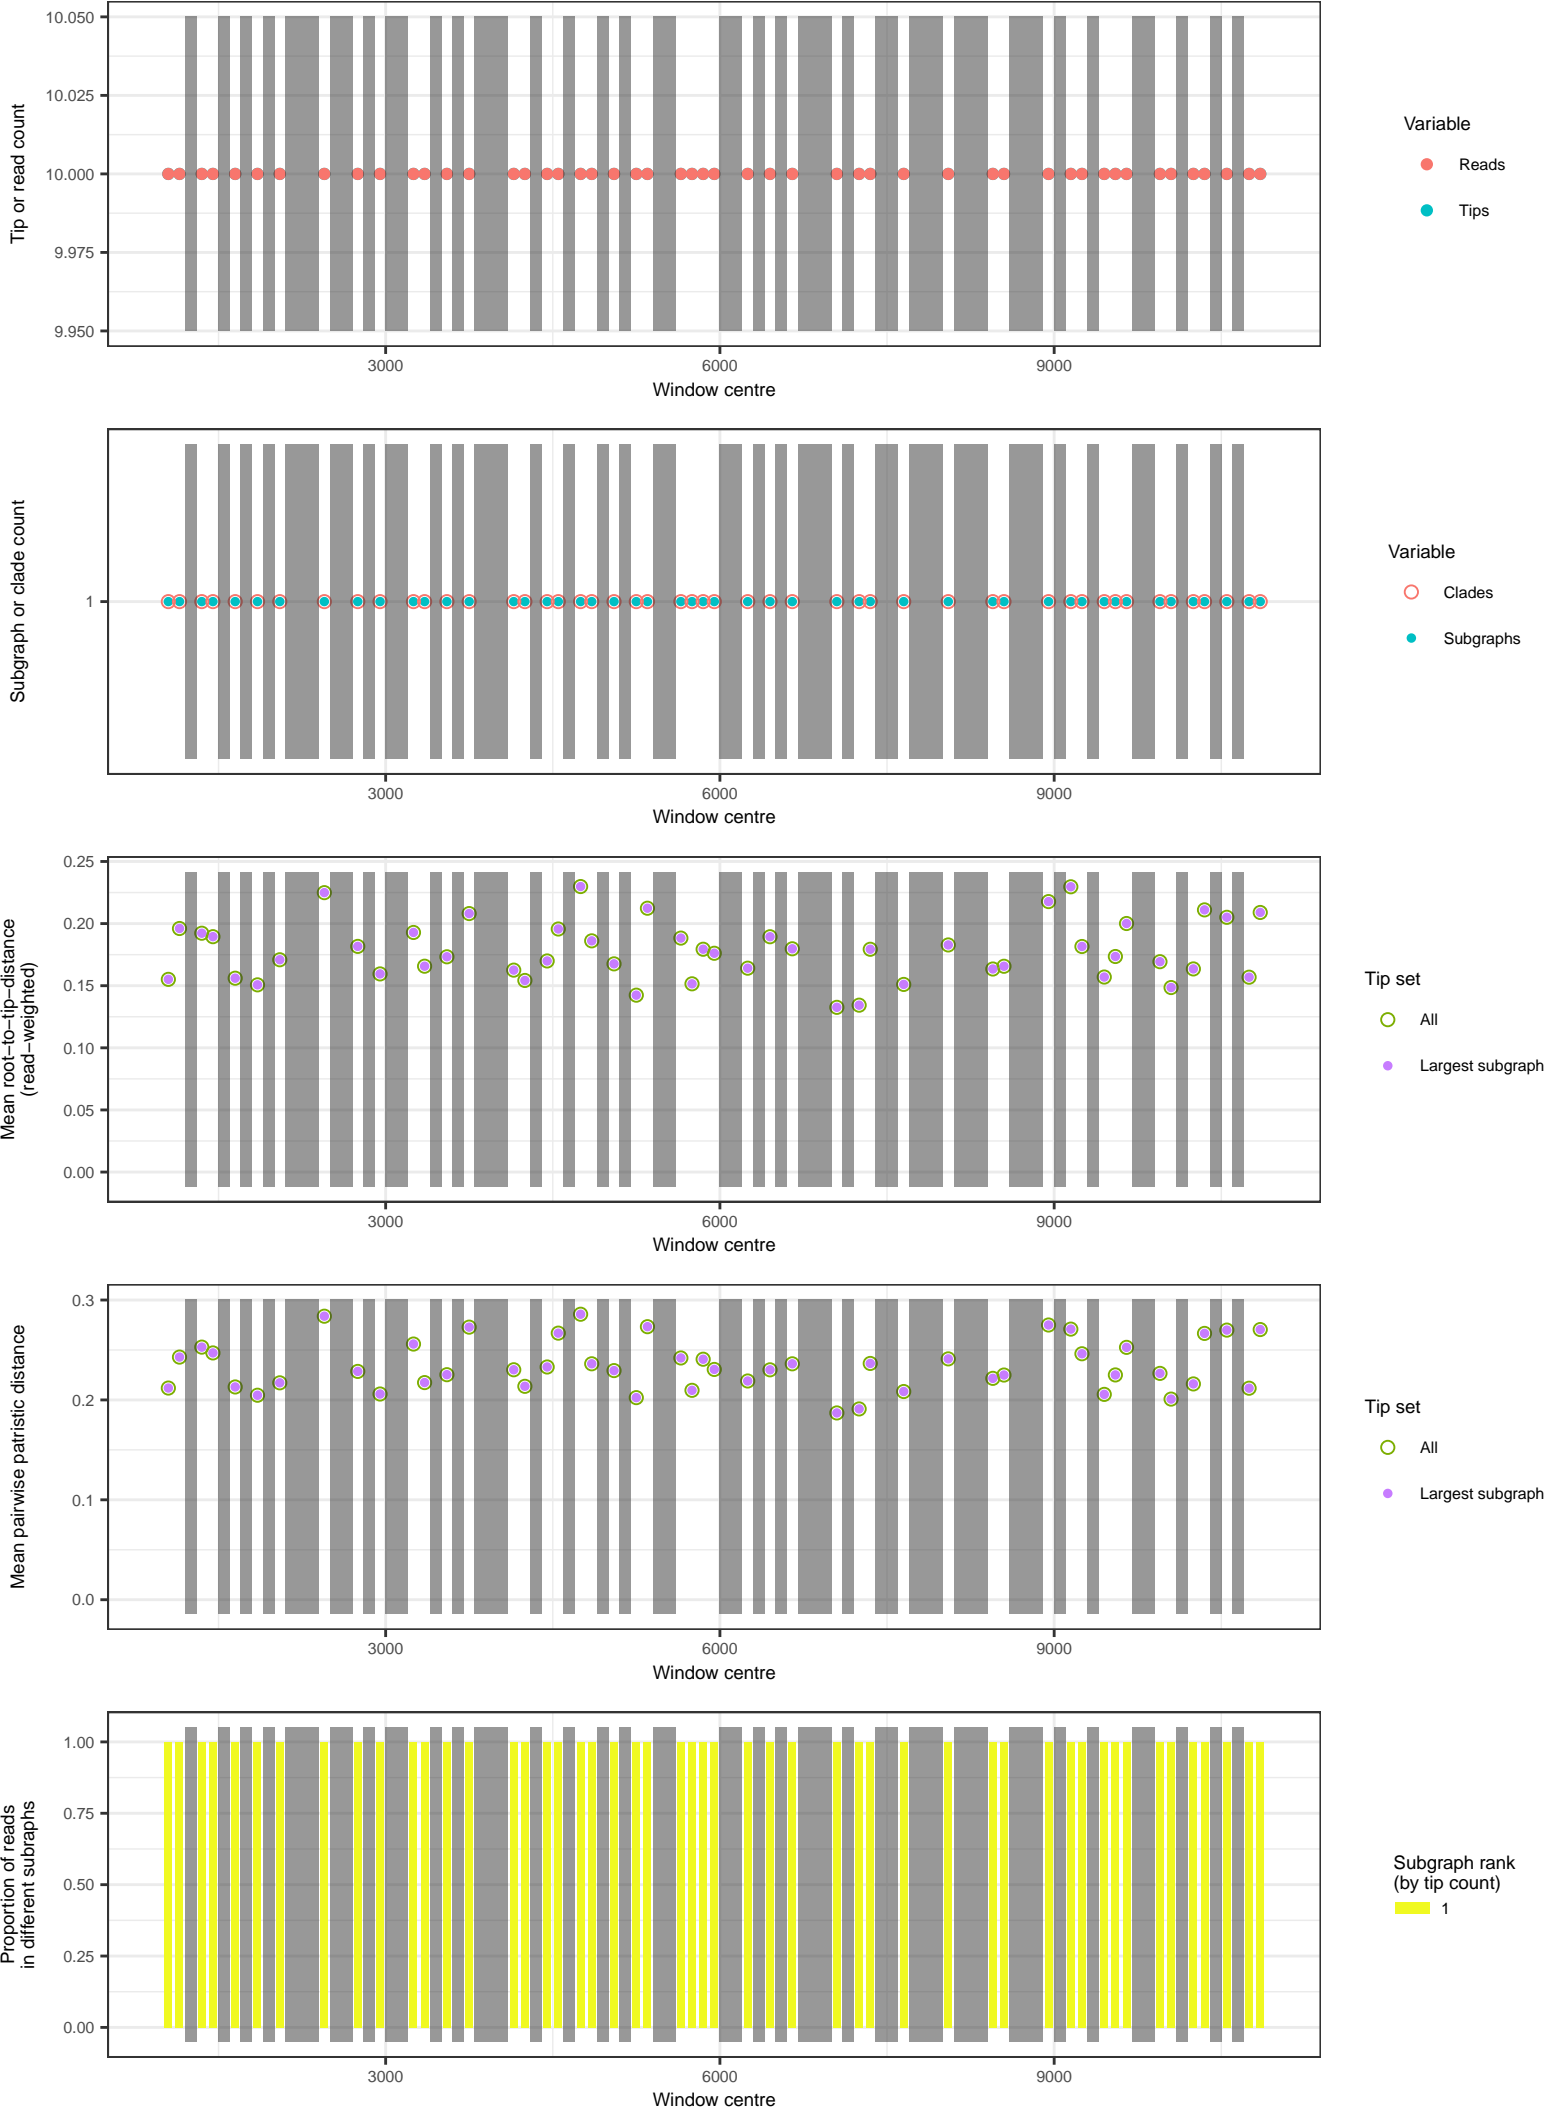 Tip or read count
10.050
10.025
10.000
9.975
9.950
3000 6000 9000
Window centre
Variable
Reads
Tips
Subgraph or clade count
1
3000 6000 9000
Window centre
Variable
Clades
Subgraphs
Mean root−to−tip−distance
(read−weighted)
0.25
0.20
0.15
0.10
0.05
0.00
3000 6000 9000
Window centre
Tip set
All
Largest subgraph
Mean pairwise patristic distance
0.3
0.2
0.1
0.0
3000 6000 9000
Window centre
Tip set
All
Largest subgraph
Proportion of reads
in different subraphs
1.00
0.75
0.50
0.25
0.00
3000 6000 9000
Window centre
Subgraph rank
(by tip count)
1